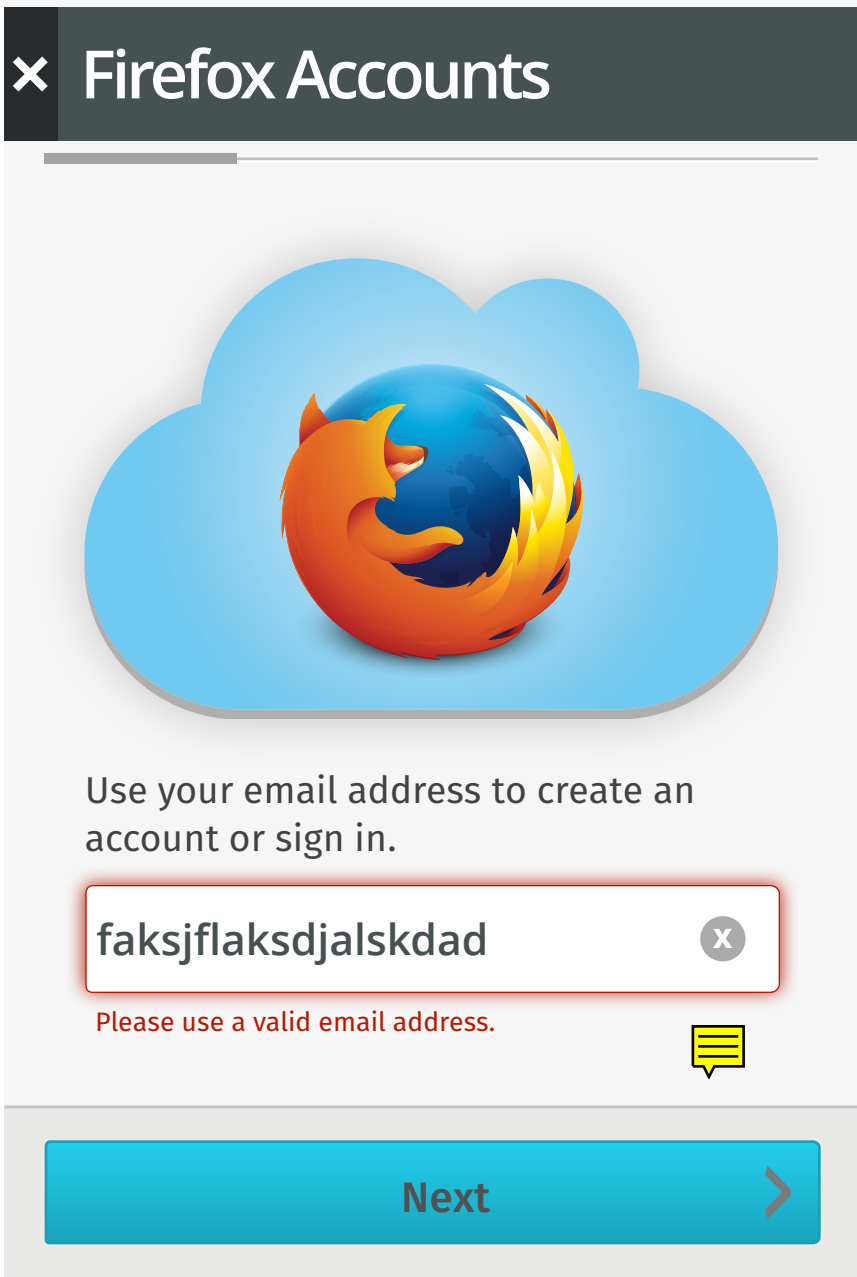 Firefox Accounts
Use your email address to create an
account or sign in.
faksjflaksdjalskdad
x
Please use a valid email address.
Next